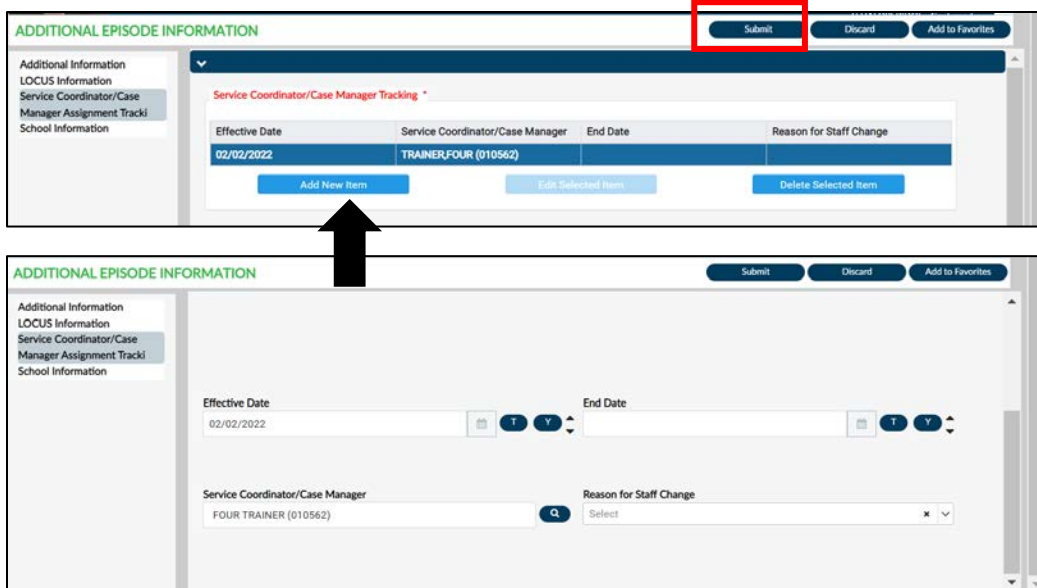 ADDITIONAL EPISODE INFORMATION
Submit Discard Add to Favorites
Additional Information
LOCUS Information
Service Coordinator/Case
Manager Assignment Tracki
School Information
Service Coordinator/Case Manager Tracking *
Effective Date Service Coordinator/Case Manager End Date Reason for Staff Change
02/02/2022 TRAINER,FOUR (010562)
Add New Item Edit Selected Item Delete Selected Item
ADDITIONAL EPISODE INFORMATION
Submit Discard Add to Favorites
Additional Information
LOCUS Information
Service Coordinator/Case
Manager Assignment Tracki
School Information
Effective Date End Date
02/02/2022 T Y T Y
Service Coordinator/Case Manager Reason for Staff Change
FOUR TRAINER (010562) Select